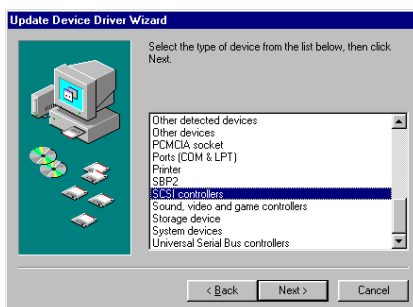 Update Device Driver Wizard
Select the type of device from the list below, then click
Next.
Other detected devices
Other devices
PCMCIA socket
Ports (COM & LPT)
Printer
SBP2
SCSI controllers
Sound, video and game controllers
Storage device
System devices
Universal Serial Bus controllers
< Back
Next >
Cancel